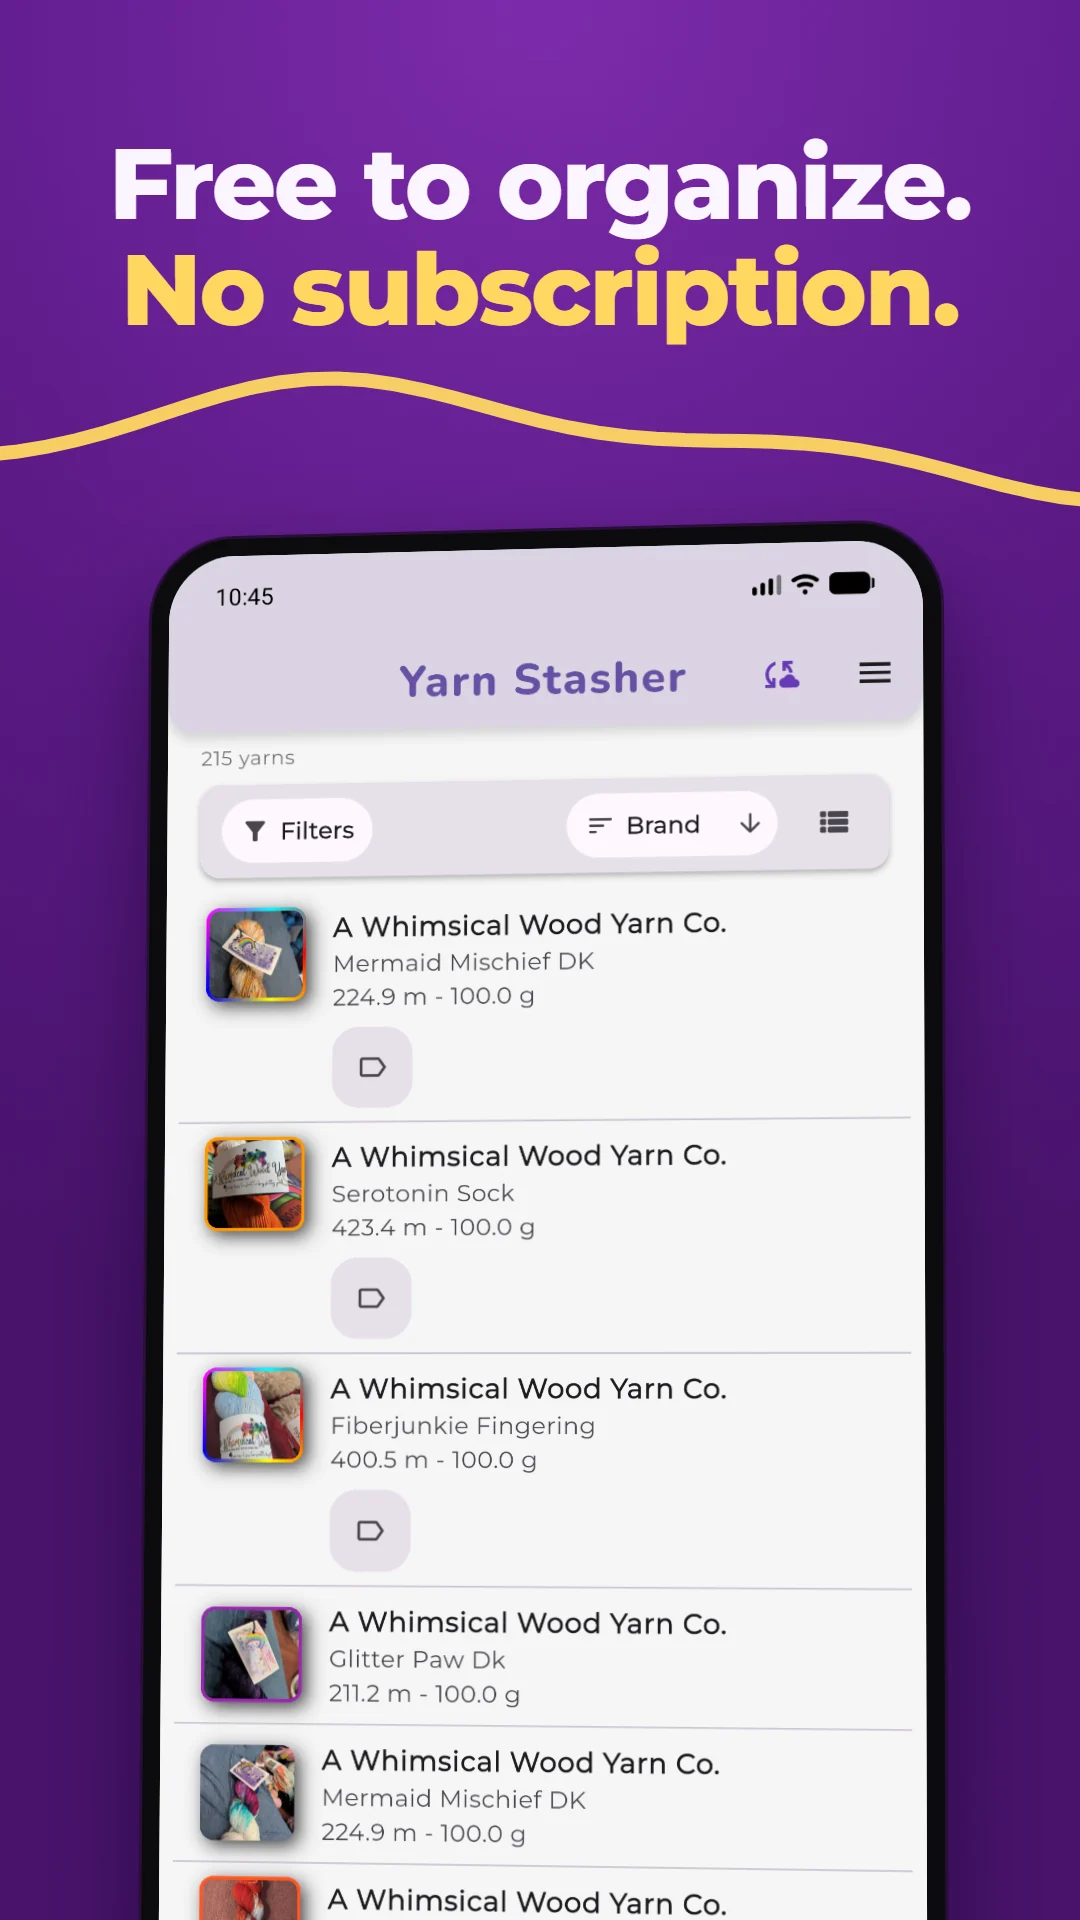 Free to organize.
No subscription.
10:45
Yarn Stasher
215 yarns
Filters
Brand
A Whimsical Wood Yarn Co.
Mermaid Mischief DK
224.9 m - 100.0 g
A Whimsical Wood Yarn Co.
Serotonin Sock
423.4 m - 100.0 g
A Whimsical Wood Yarn Co.
Fiberjunkie Fingering
400.5 m - 100.0 g
A Whimsical Wood Yarn Co.
Glitter Paw Dk
211.2 m - 100.0 g
A Whimsical Wood Yarn Co.
Mermaid Mischief DK
224.9 m - 100.0 g
A Whimsical Wood Yarn Co.